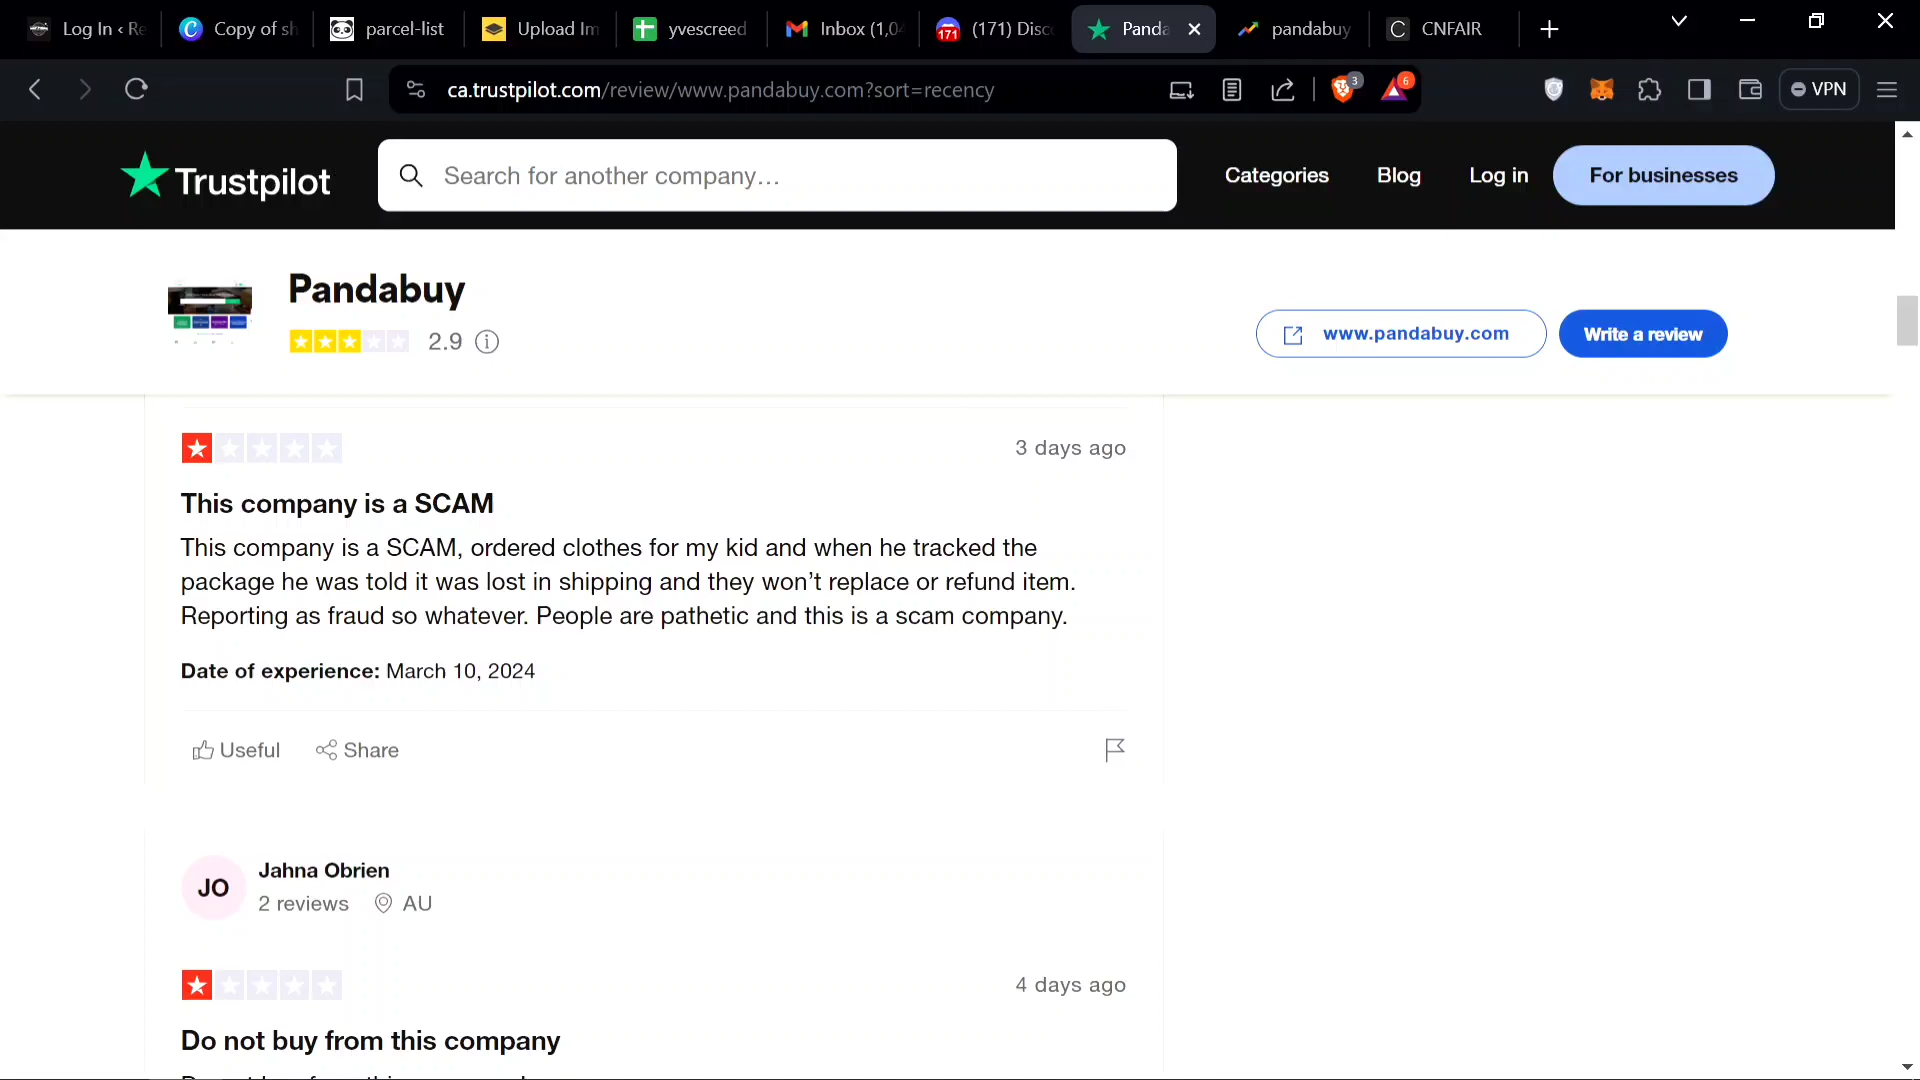 Log In ‹ Re
Copy of sh
parcel-list
Upload Im
yvescreed
Inbox (1,04
171
(171) Disc
Panda
pandabuy
C
CNFAIR
ca.trustpilot.com/review/www.pandabuy.com?sort=recency
3
6
VPN
Trustpilot
Search for another company...
Categories
Blog
Log in
For businesses
Pandabuy
2.9
www.pandabuy.com
Write a review
3 days ago
This company is a SCAM
This company is a SCAM, ordered clothes for my kid and when he tracked the
package he was told it was lost in shipping and they won’t replace or refund item.
Reporting as fraud so whatever. People are pathetic and this is a scam company.
Date of experience: March 10, 2024
Useful
Share
JO
Jahna Obrien
2 reviews
AU
4 days ago
Do not buy from this company